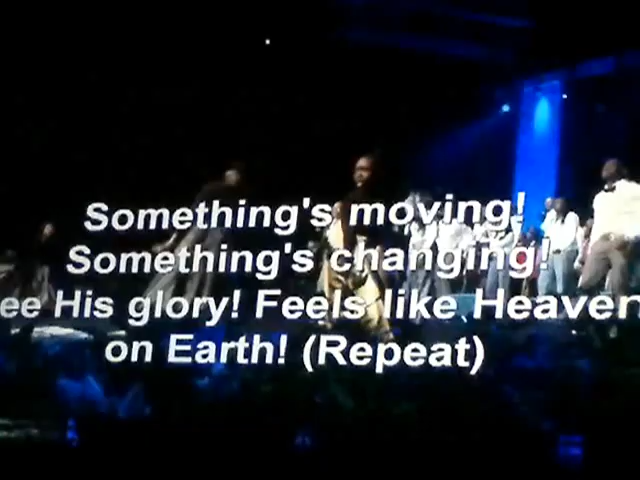 Something's moving!
Something's changing!
ee His glory! Feels like Heaven
on Earth! (Repeat)